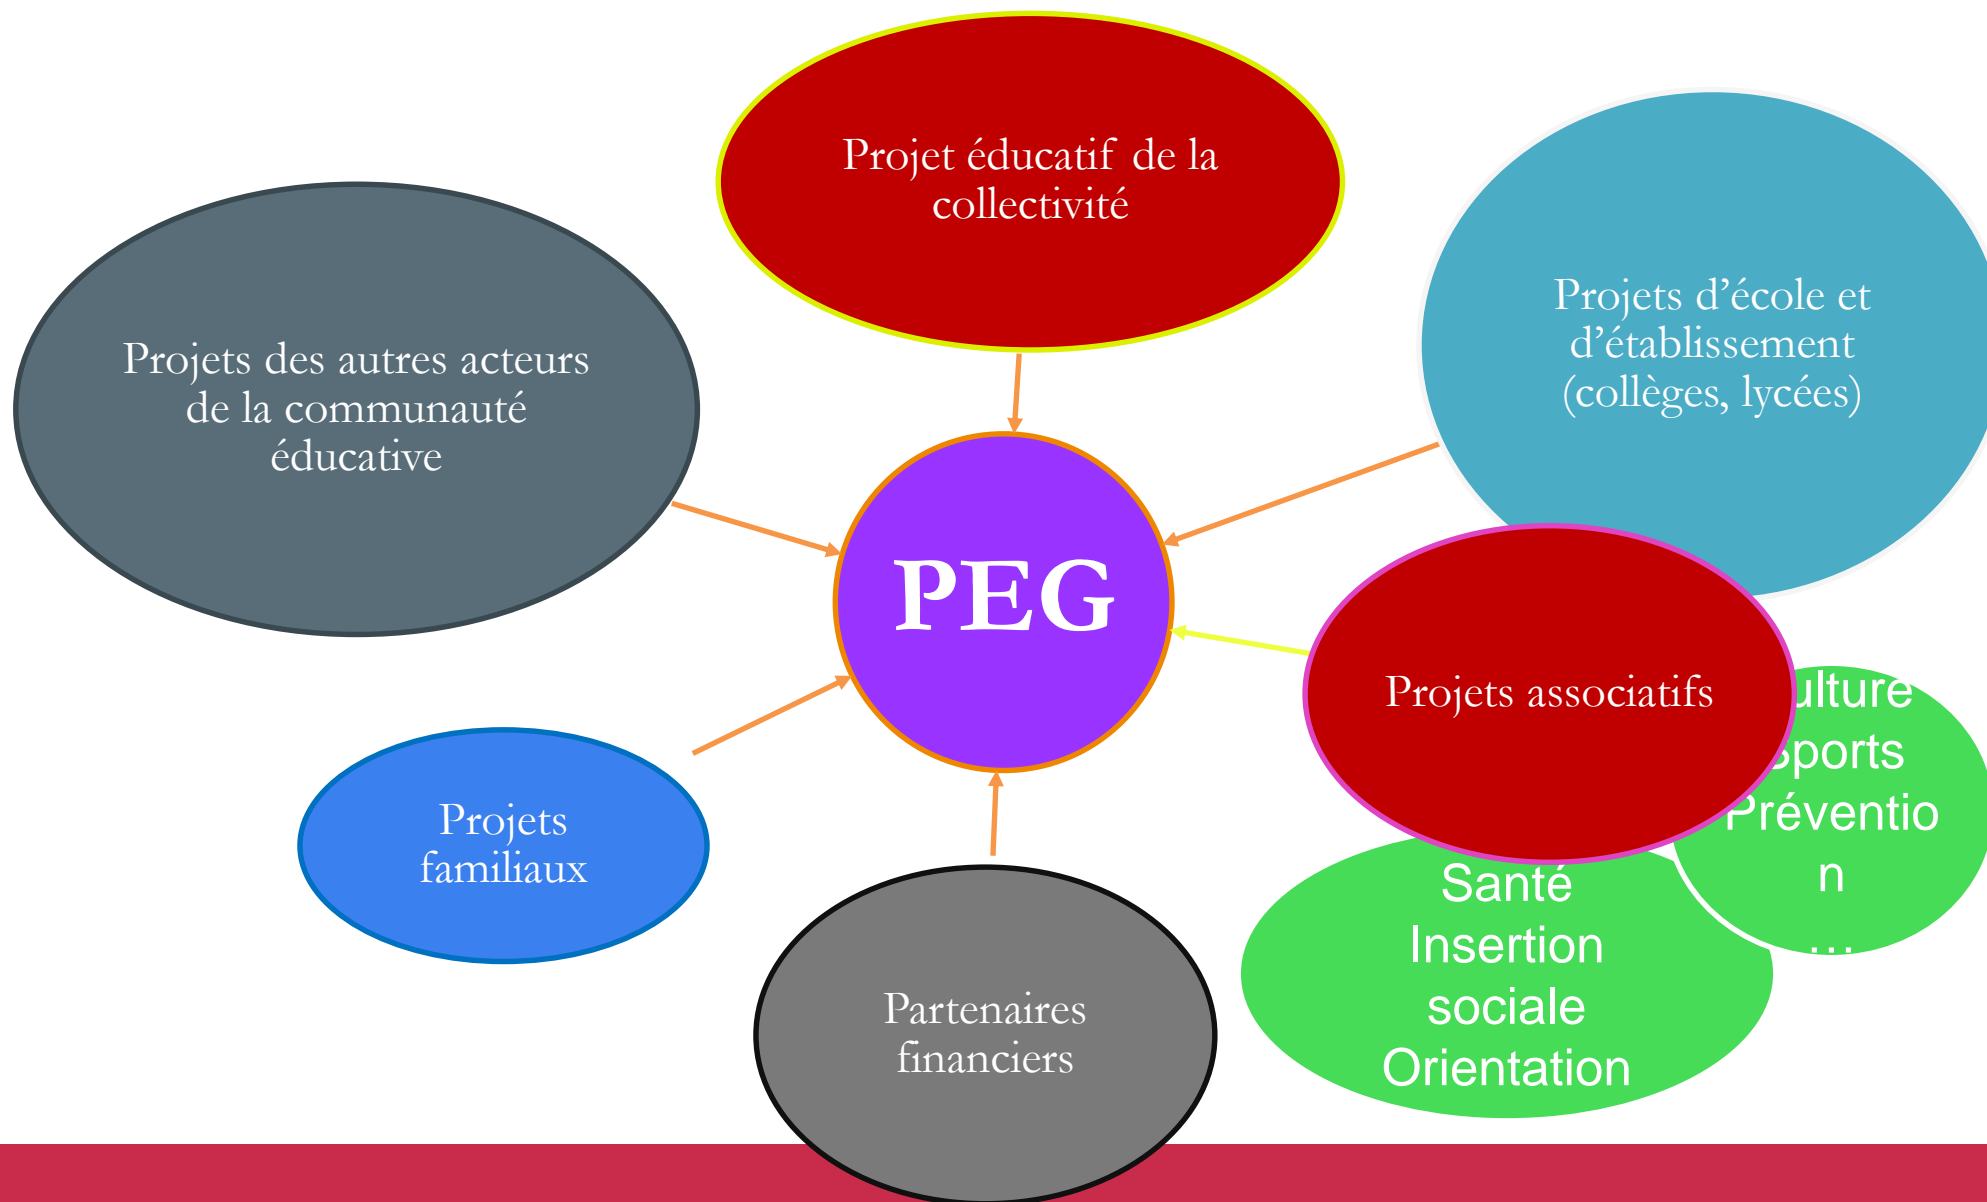 Projet éducatif de la
collectivité
Projets d’école et
d’établissement
(collèges, lycées)
Projets des autres acteurs
de la communauté
éducative
PEG
Projets associatifs
ulture
Sports
Préventio
n
…
Projets
familiaux
Santé
Insertion
sociale
Orientation
Partenaires
financiers